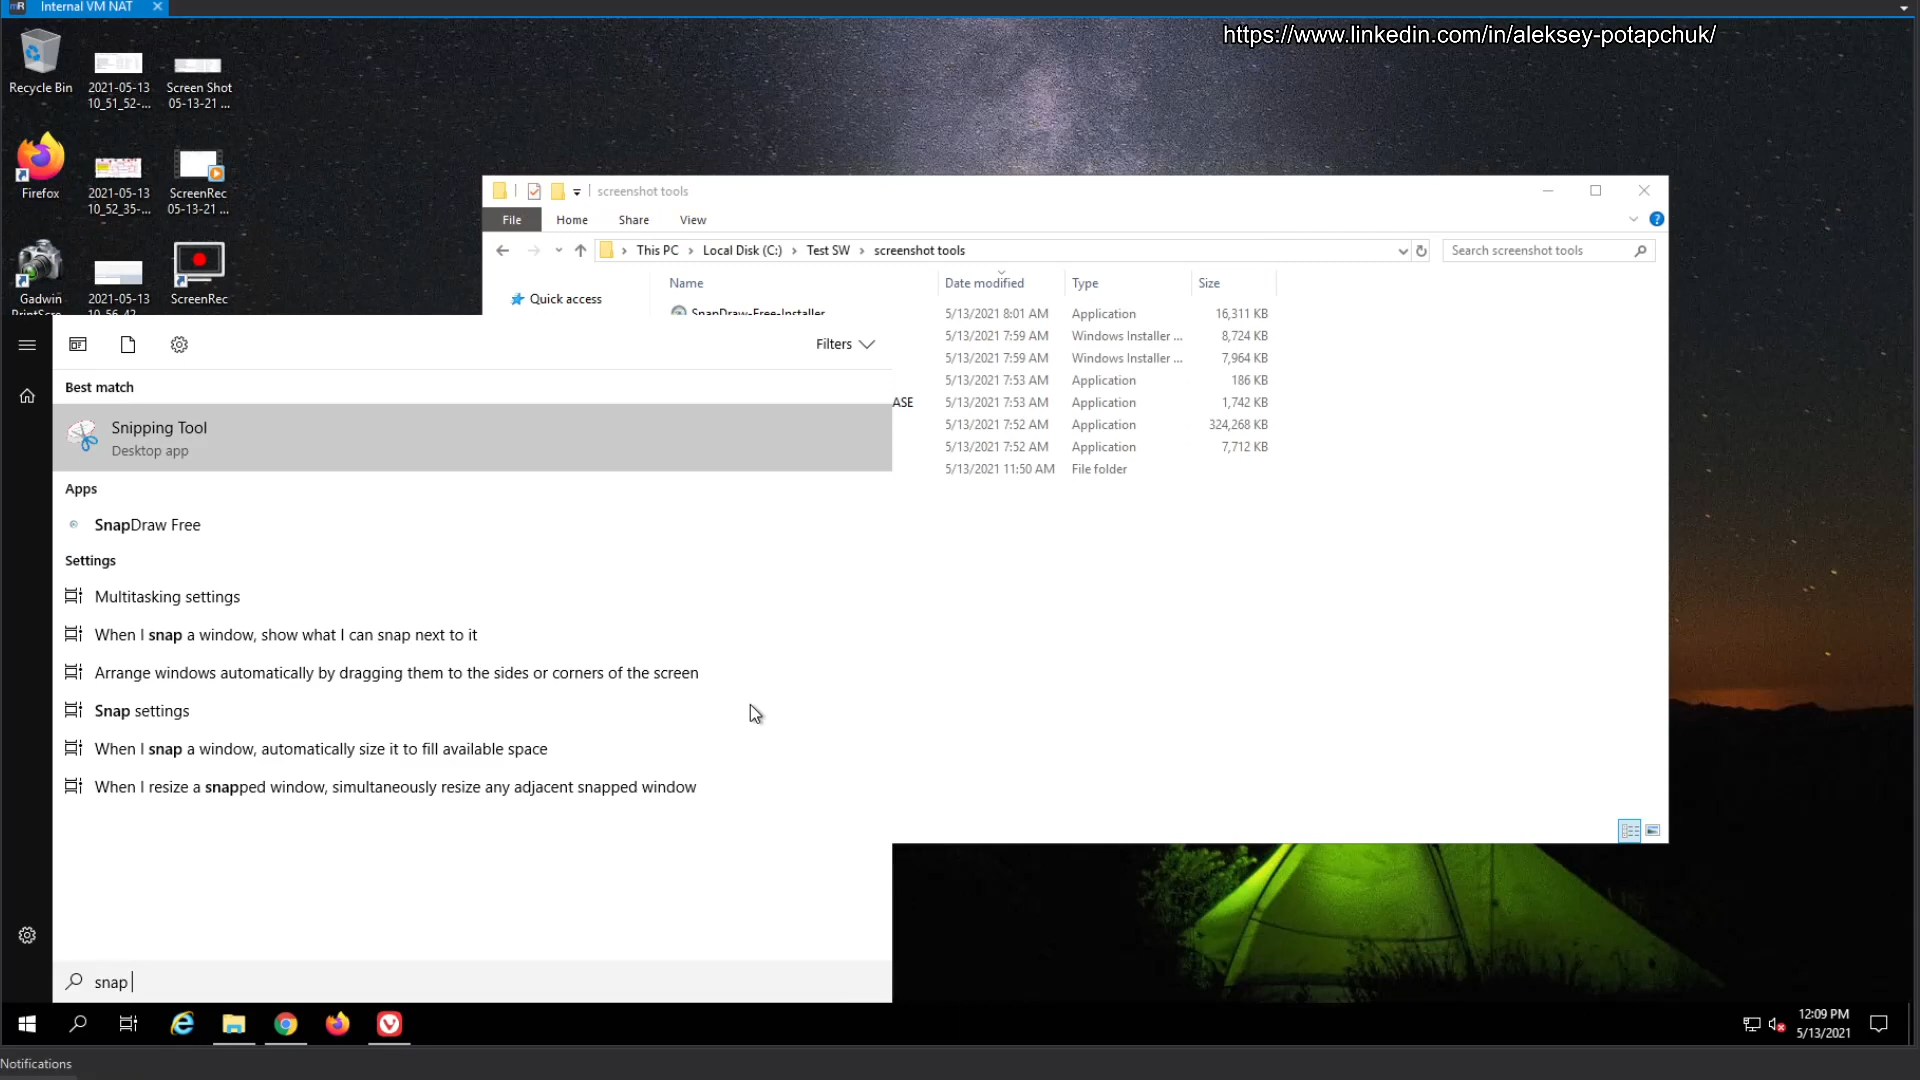 Internal VM NAT
https://www.linkedin.com/in/aleksey-potapchuk/
Recycle Bin
2021-05-13
10_51_52-...
Screen Shot
05-13-21 ...
Firefox
2021-05-13
10_52_35-...
ScreenRec
05-13-21 ...
Gadwin
2021-05-13
ScreenRec
screenshot tools
File
Home
Share
View
This PC
Local Disk (C:)
Test SW
screenshot tools
Search screenshot tools
Name
Date modified
Type
Size
Quick access
SnapDraw-Free-Installer
5/13/2021 8:01 AM Application 16,311 KB
5/13/2021 7:59 AM Windows Installer ... 8,724 KB
5/13/2021 7:59 AM Windows Installer ... 7,964 KB
5/13/2021 7:53 AM Application 186 KB
ASE 5/13/2021 7:53 AM Application 1,742 KB
5/13/2021 7:52 AM Application 324,268 KB
5/13/2021 7:52 AM Application 7,712 KB
5/13/2021 11:50 AM File folder
Filters
Best match
Snipping Tool
Desktop app
Apps
SnapDraw Free
Settings
Multitasking settings
When I snap a window, show what I can snap next to it
Arrange windows automatically by dragging them to the sides or corners of the screen
Snap settings
When I snap a window, automatically size it to fill available space
When I resize a snapped window, simultaneously resize any adjacent snapped window
snap
12:09 PM
5/13/2021
Notifications